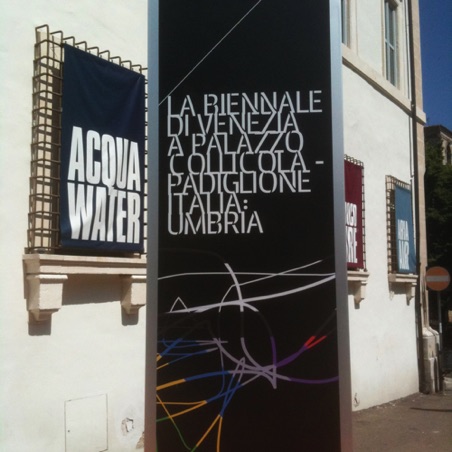 ACQUA
WATER
LA BIENNALE
DI VENEZIA
A PALAZZO
COLLICOLA -
PADIGLIONE
ITALIA:
UMBRIA